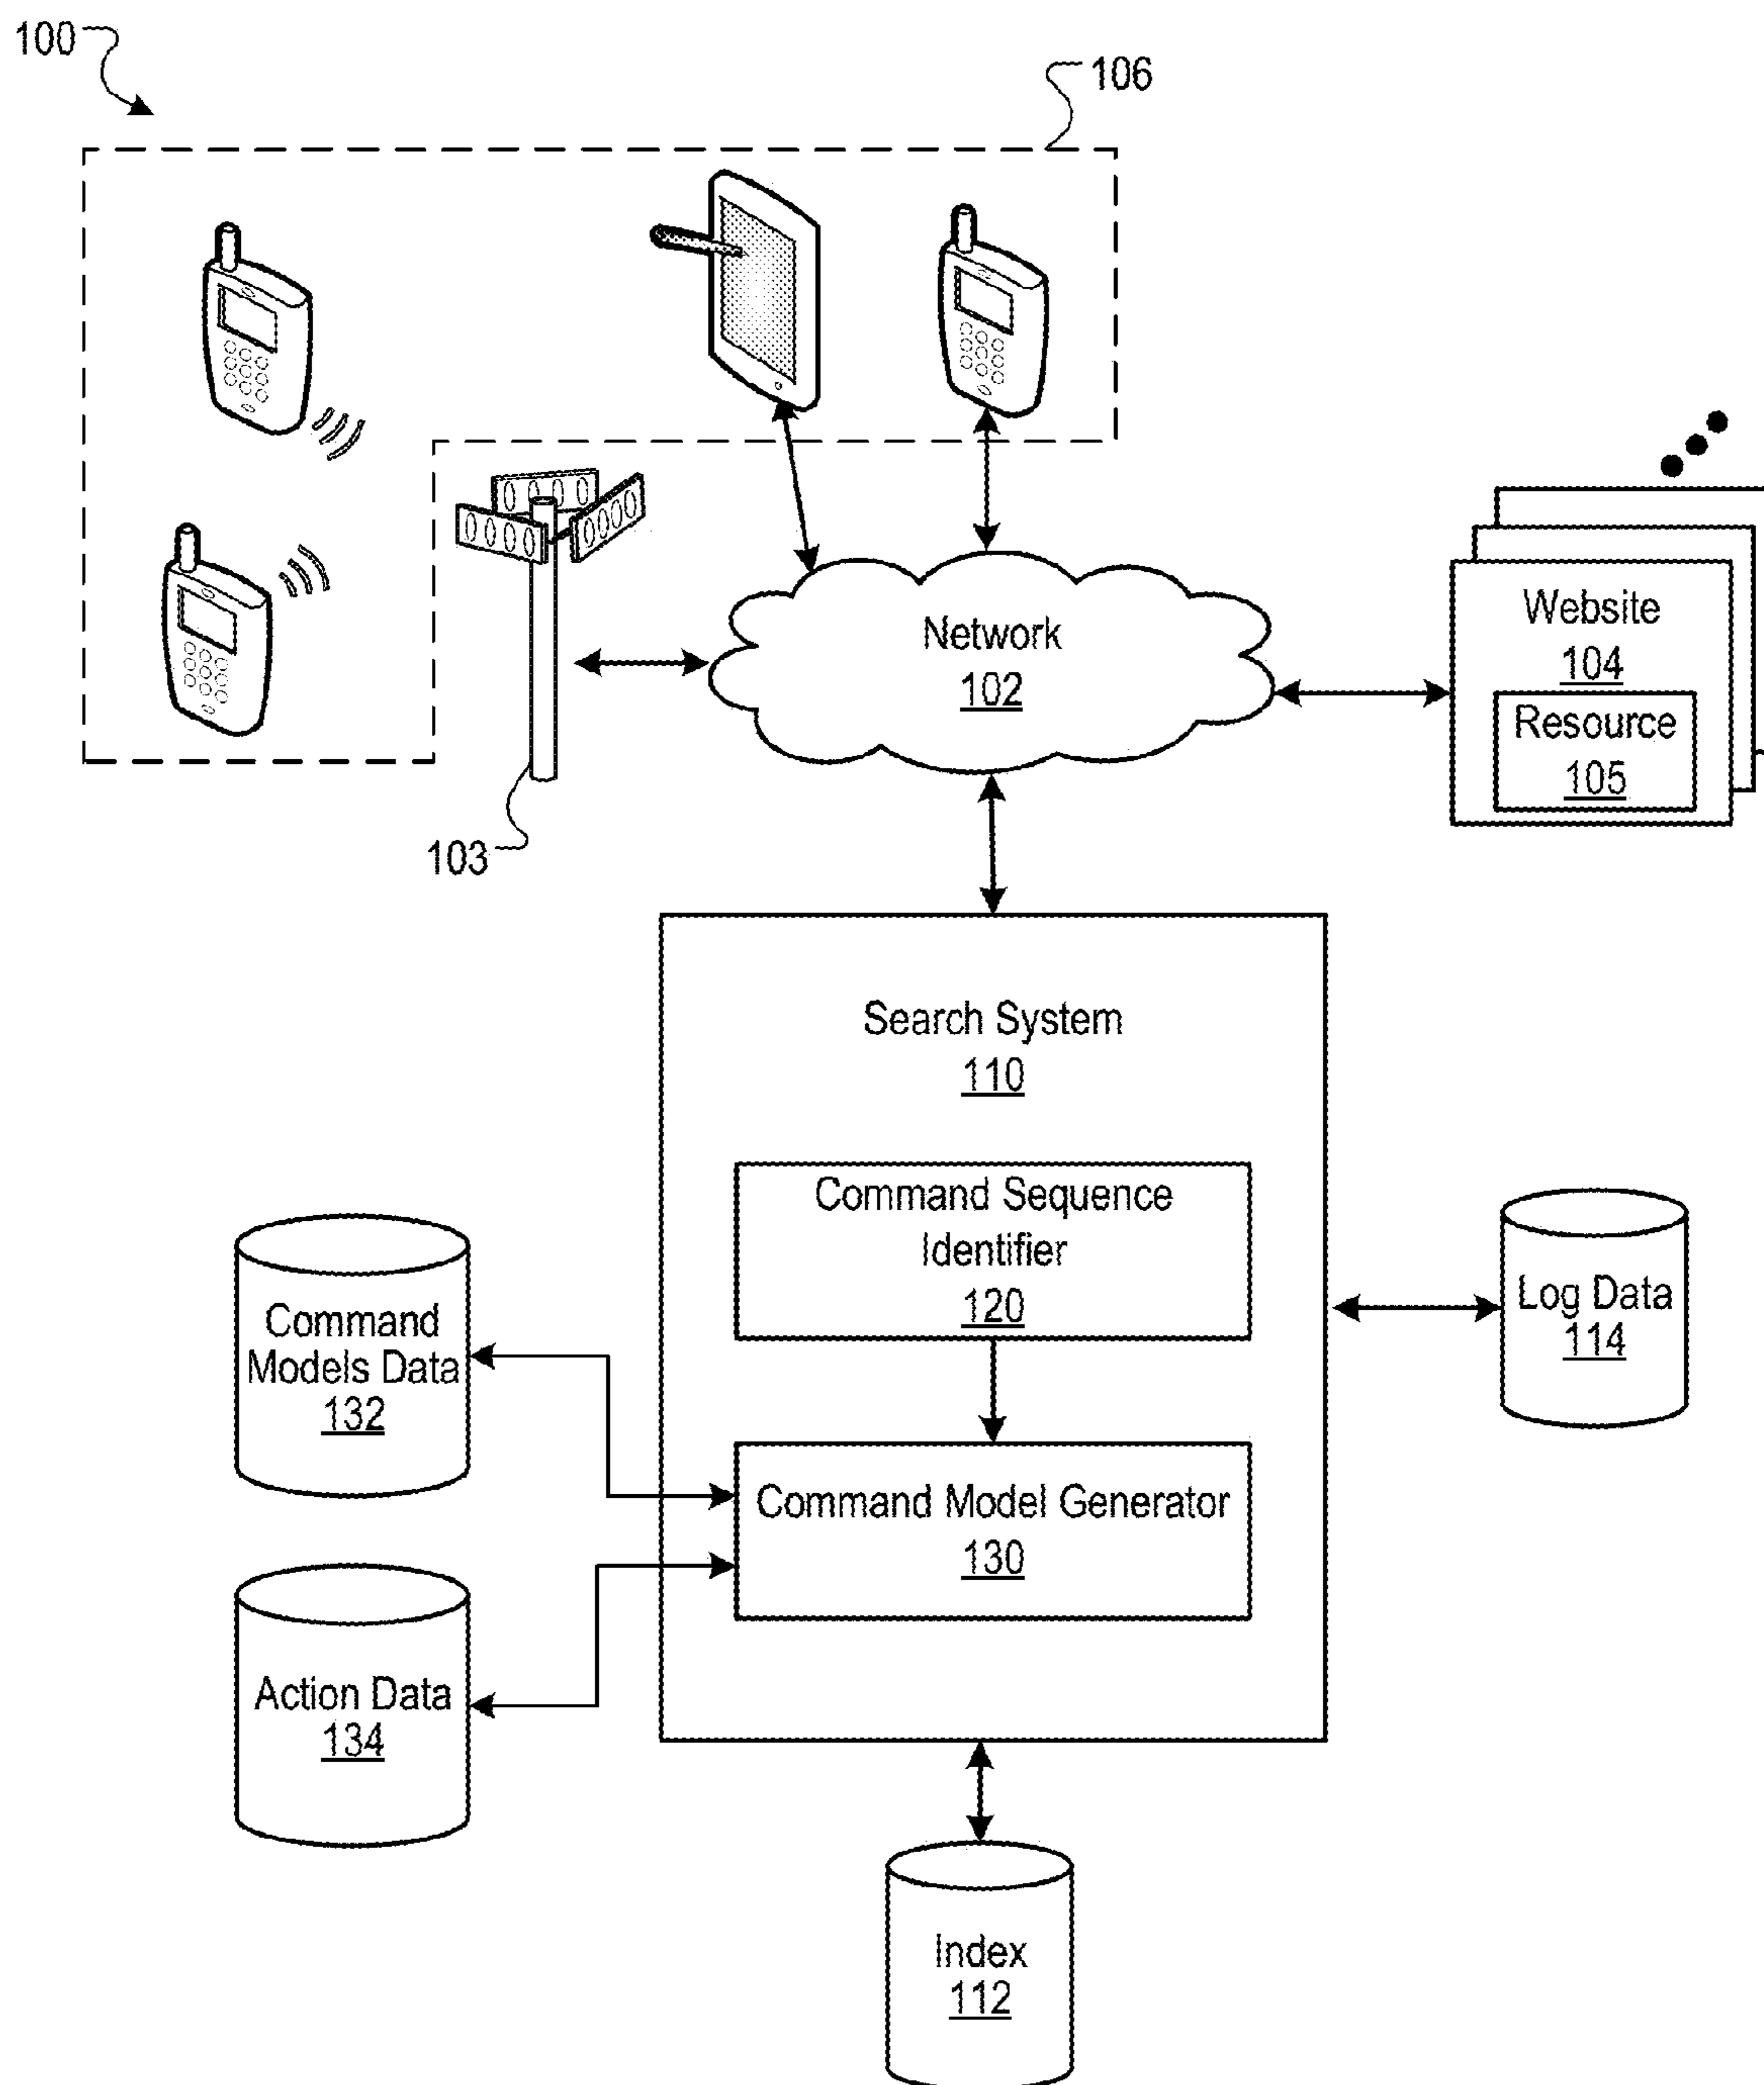 100
106
Network
102
Website
104
Resource
105
103
Search System
110
Command Sequence
Identifier
120
Command
Models Data
132
Log Data
114
Command Model Generator
130
Action Data
134
Index
112